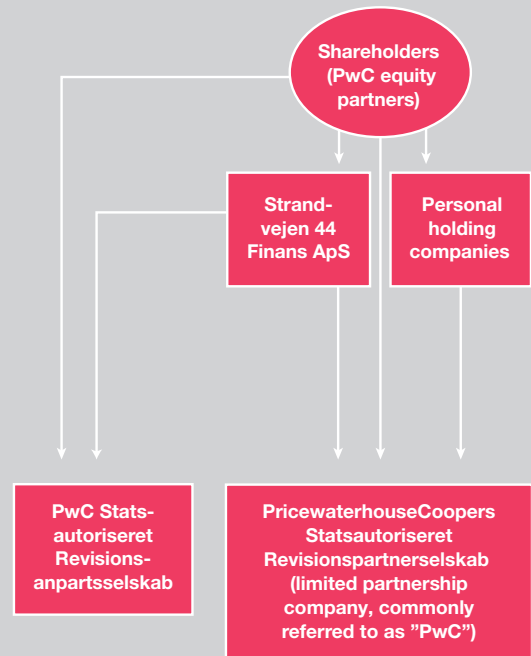 Shareholders
(PwC equity
partners)
Strand-
vejen 44
Finans ApS
Personal
holding
companies
PwC Stats-
autoriseret
Revisions-
anpartsselskab
PricewaterhouseCoopers
Statsautoriseret
Revisionspartnerselskab
(limited partnership
company, commonly
referred to as ”PwC”)